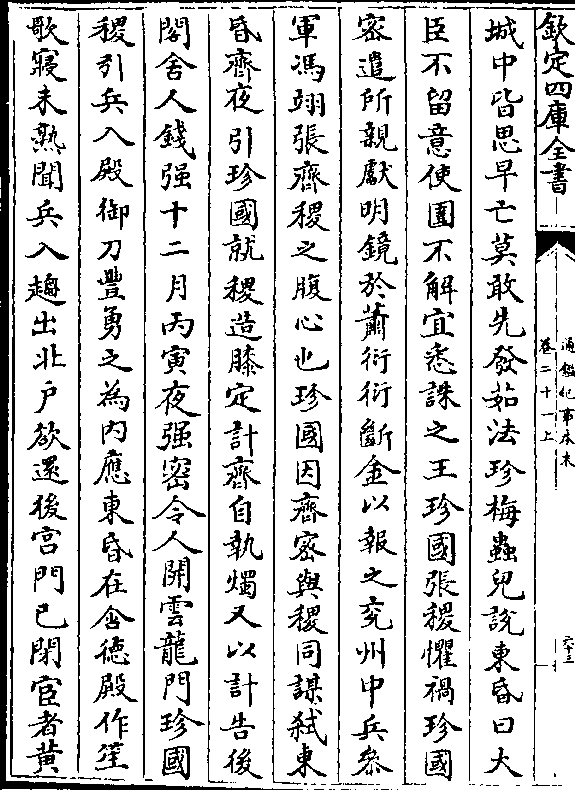 欽定四庫全書
通鑑紀事本末
卷二十一上
六十三
城中皆思早亡莫敢先發茹法珍梅蟲兒說東昏曰大
臣不留意使圍不解宜悉誅之王珍國張稷懼禍珍國
密遣所親獻明鏡於蕭衍衍斷金以報之兗州中兵參
軍馮翊張齊稷之腹心也珍國因齊密與稷同謀弑東
昏齊夜引珍國就稷造膝定計齊自執燭又以計告後
閤舍人錢强十二月丙寅夜强密令人開雲龍門珍國
稷引兵入殿御刀豐勇之為内應東昏在含徳殿作笙
歌寢未熟聞兵入趨出北户欲還後宫門已閉宦者黄